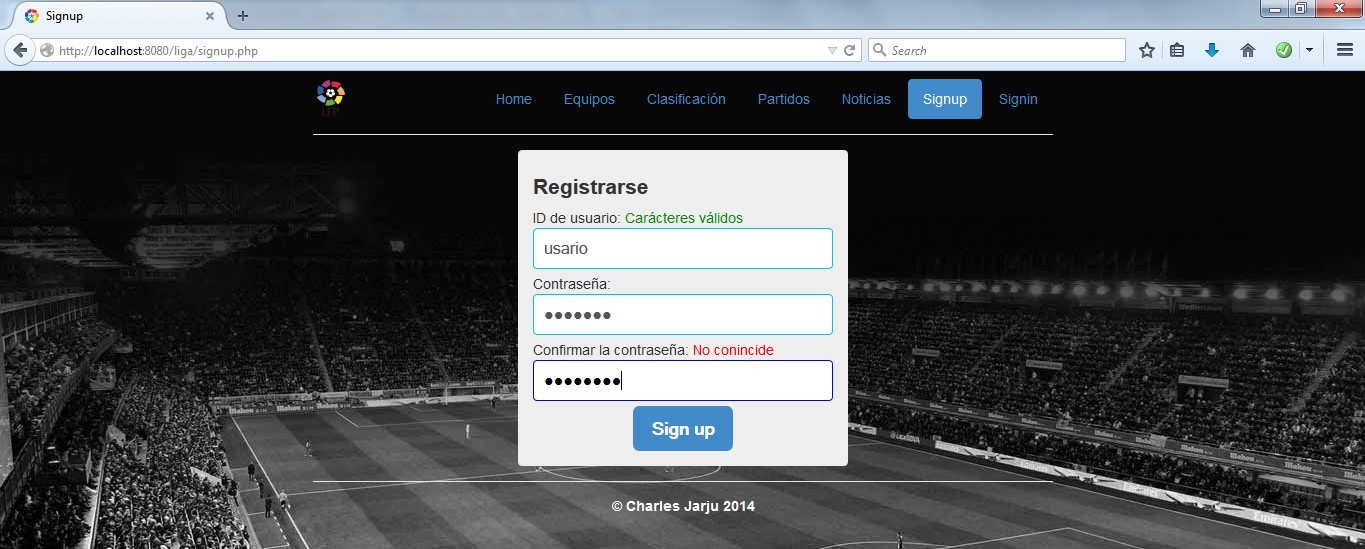 Signup
http://localhost:8080/liga/signup.php
Search
LFP
Home Equipos Clasificación Partidos Noticias Signup Signin
Registrarse
ID de usuario: Carácteres válidos
usario
Contraseña:
●●●●●●●
Confirmar la contraseña: No conincide
●●●●●●●●
Sign up
© Charles Jarju 2014